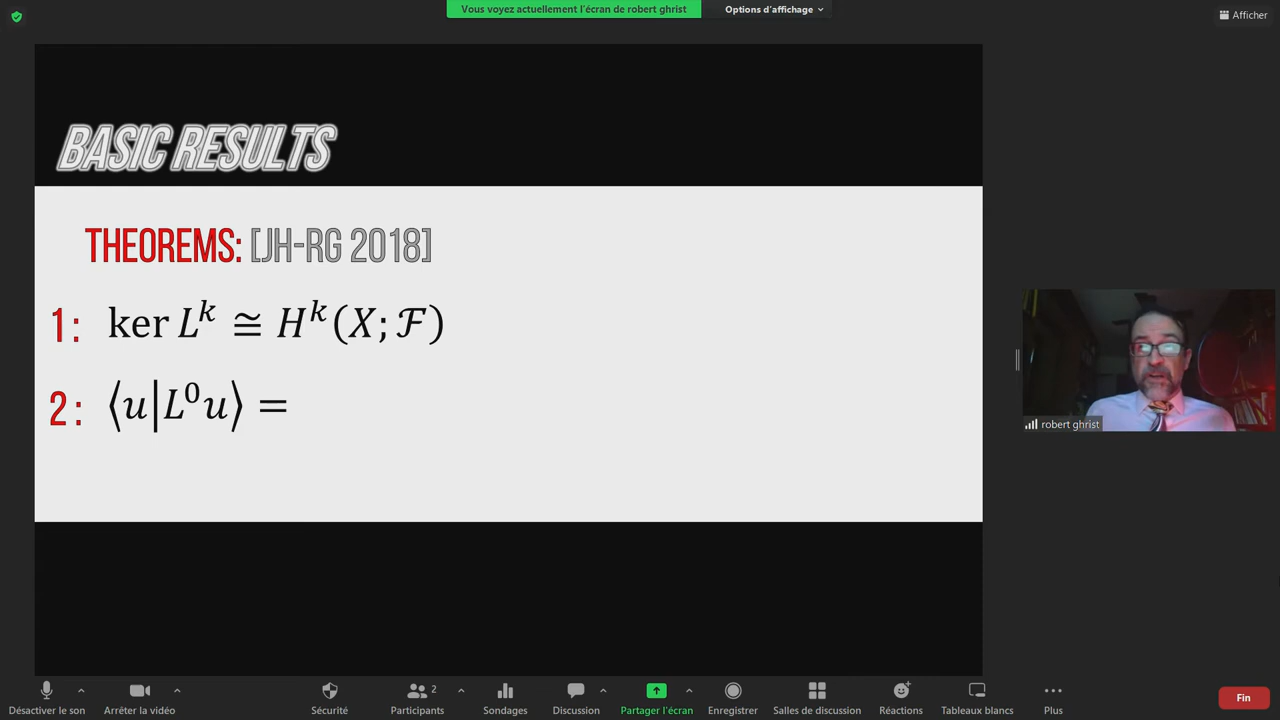 Vous voyez actuellement l'écran de robert ghrist
Options d'affichage
Afficher
BASIC RESULTS
THEOREMS: [JH-RG 2018]
1: ker L^k ≅ H^k(X; ℱ)
2: ⟨u|L^0u⟩ =
robert ghrist
Désactiver le son
Arrêter la vidéo
Sécurité
Participants
2
Sondages
Discussion
Partager l'écran
Enregistrer
Salles de discussion
Réactions
Tableaux blancs
Plus
Fin